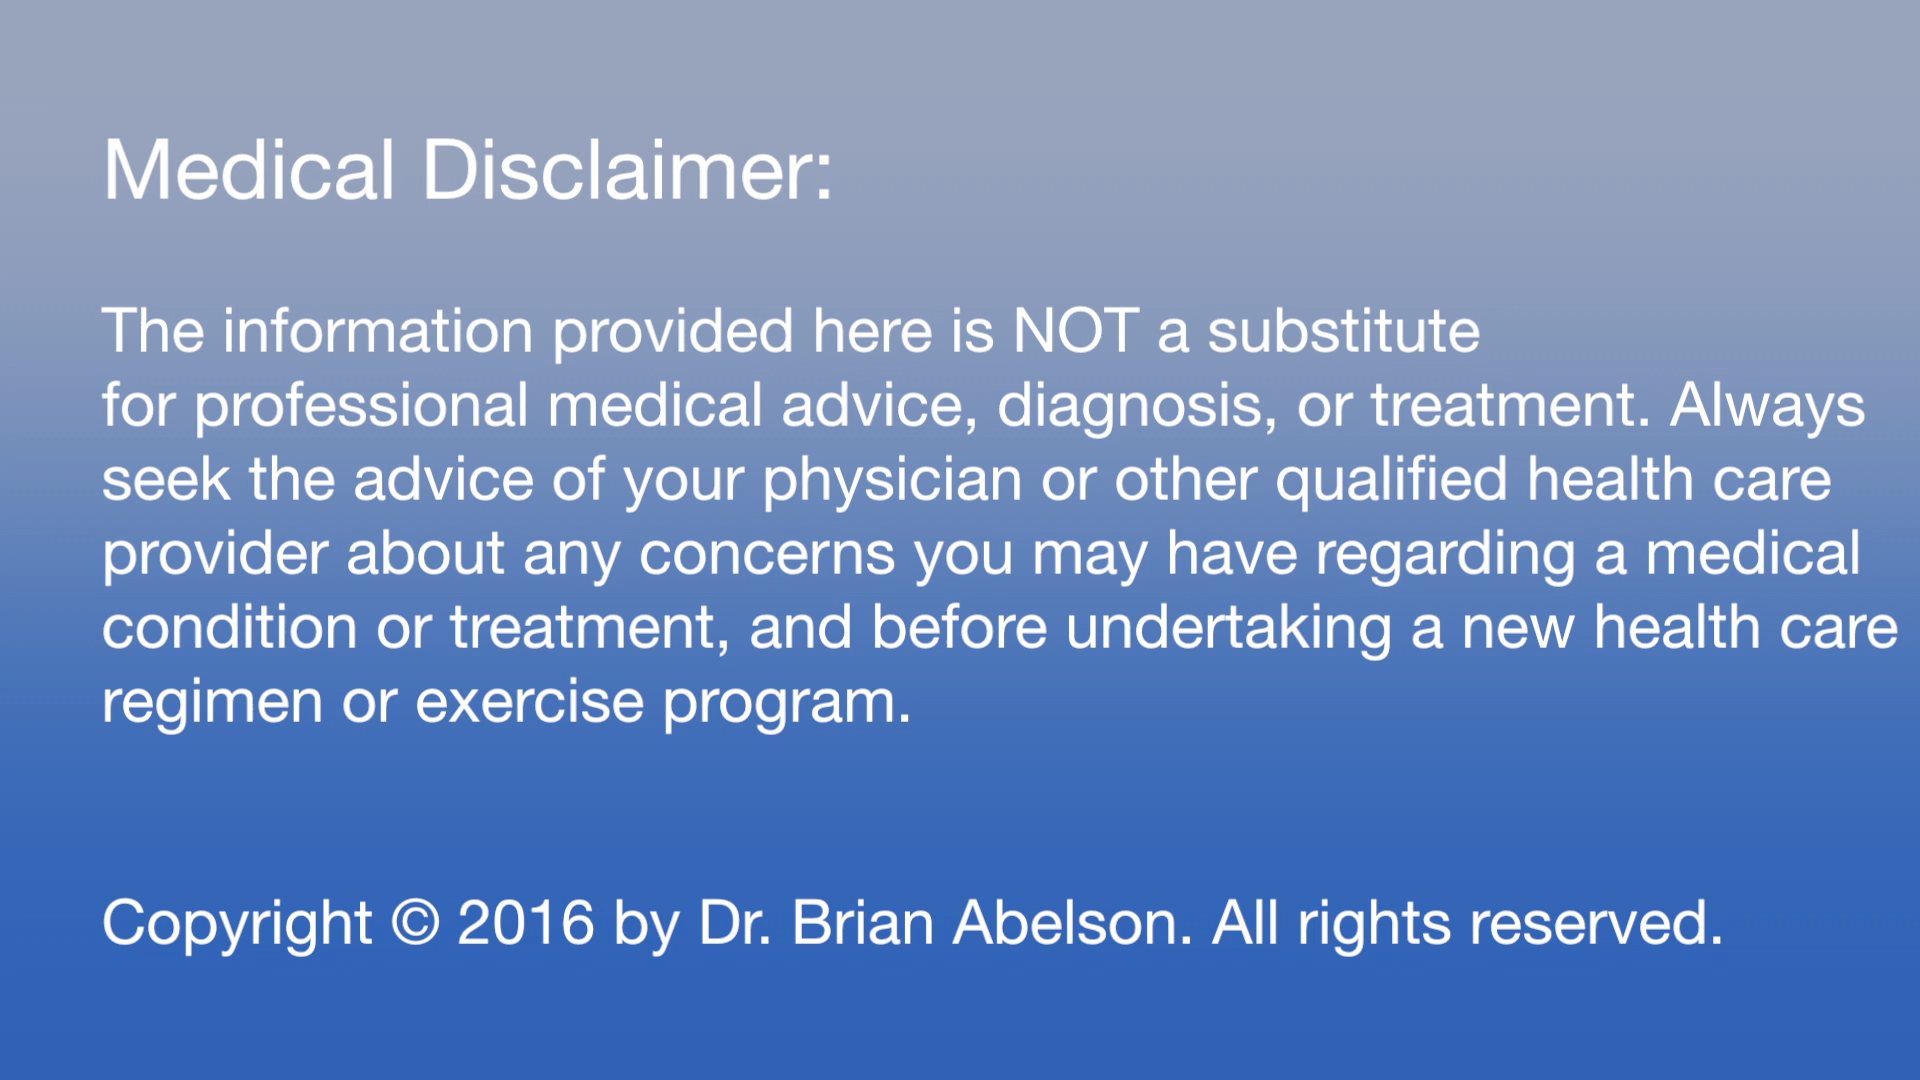 Medical Disclaimer:
The information provided here is NOT a substitute
for professional medical advice, diagnosis, or treatment. Always
seek the advice of your physician or other qualified health care
provider about any concerns you may have regarding a medical
condition or treatment, and before undertaking a new health care
regimen or exercise program.
Copyright © 2016 by Dr. Brian Abelson. All rights reserved.